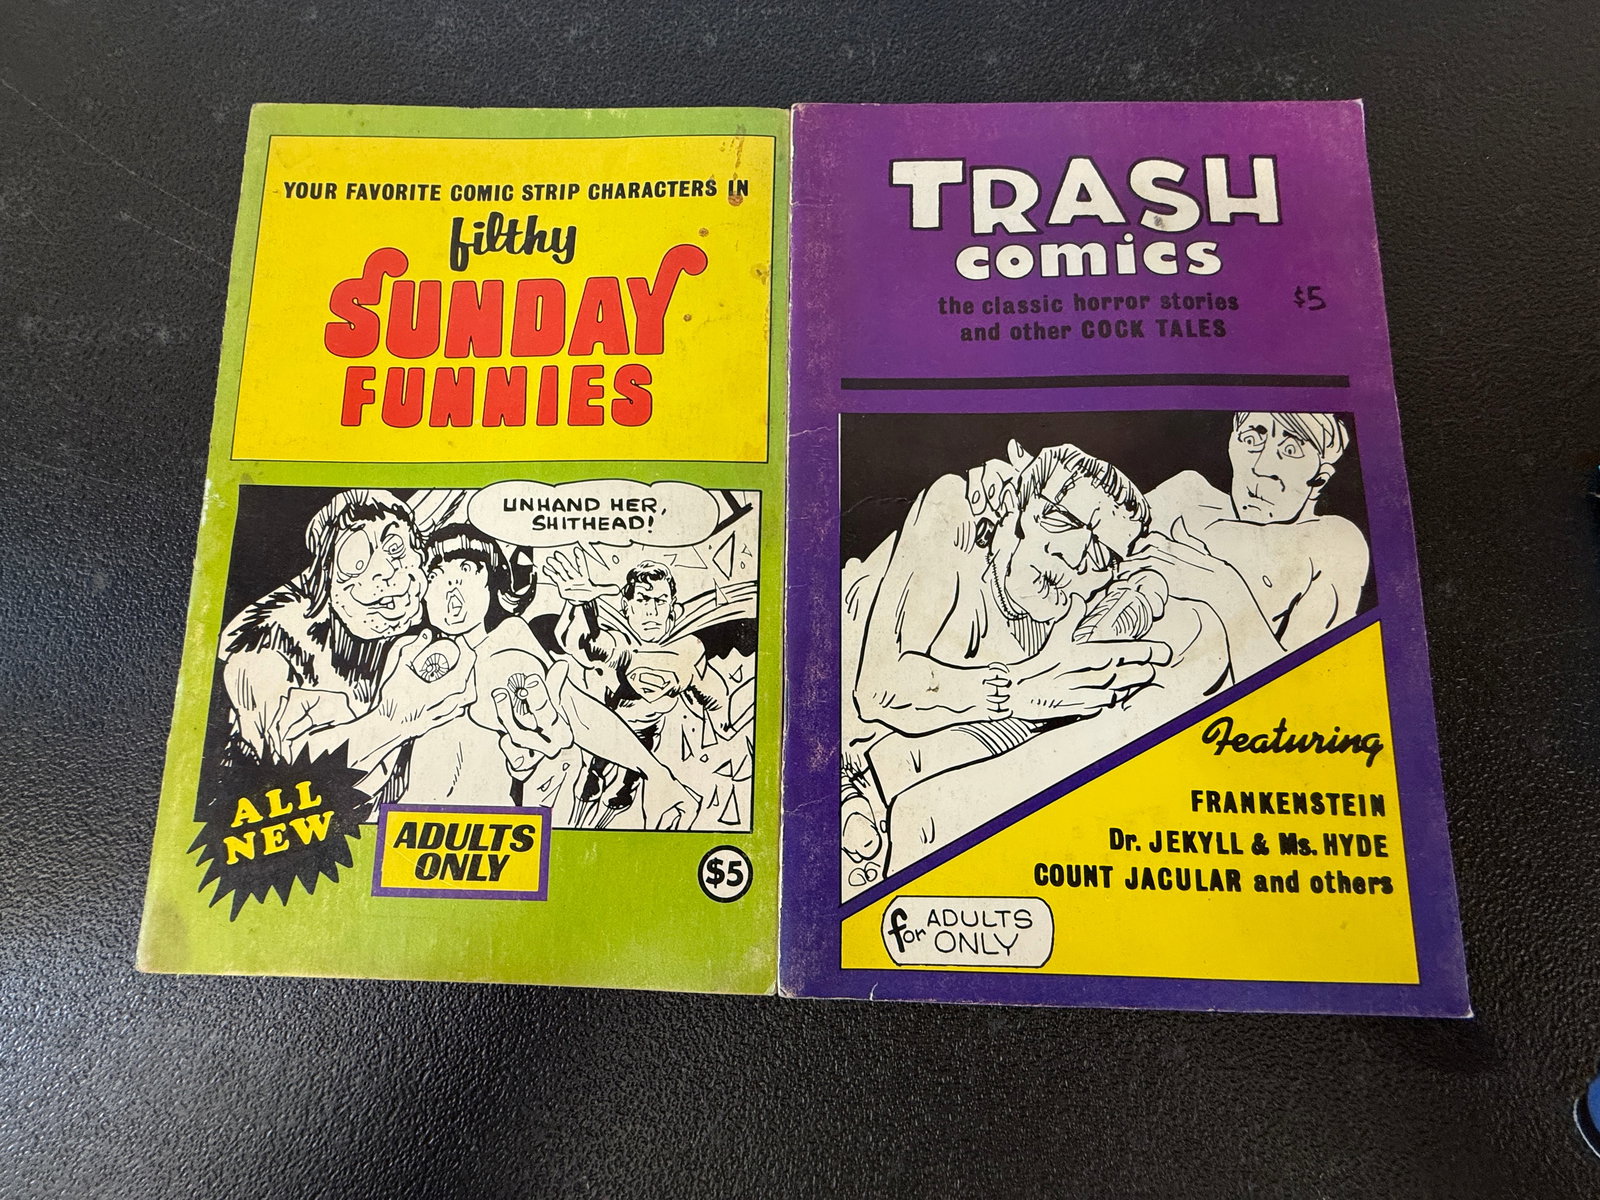 YOUR FAVORITE COMIC STRIP CHARACTERS IN
filthy
SUNDAY
FUNNIES
UNHAND HER,
SHITHEAD!
ALL
NEW
ADULTS
ONLY
$5
TRASH
comics
the classic horror stories
and other COCK TALES
$5
Featuring
FRANKENSTEIN
Dr. JEKYLL & Ms. HYDE
COUNT JACULAR and others
for ADULTS
ONLY